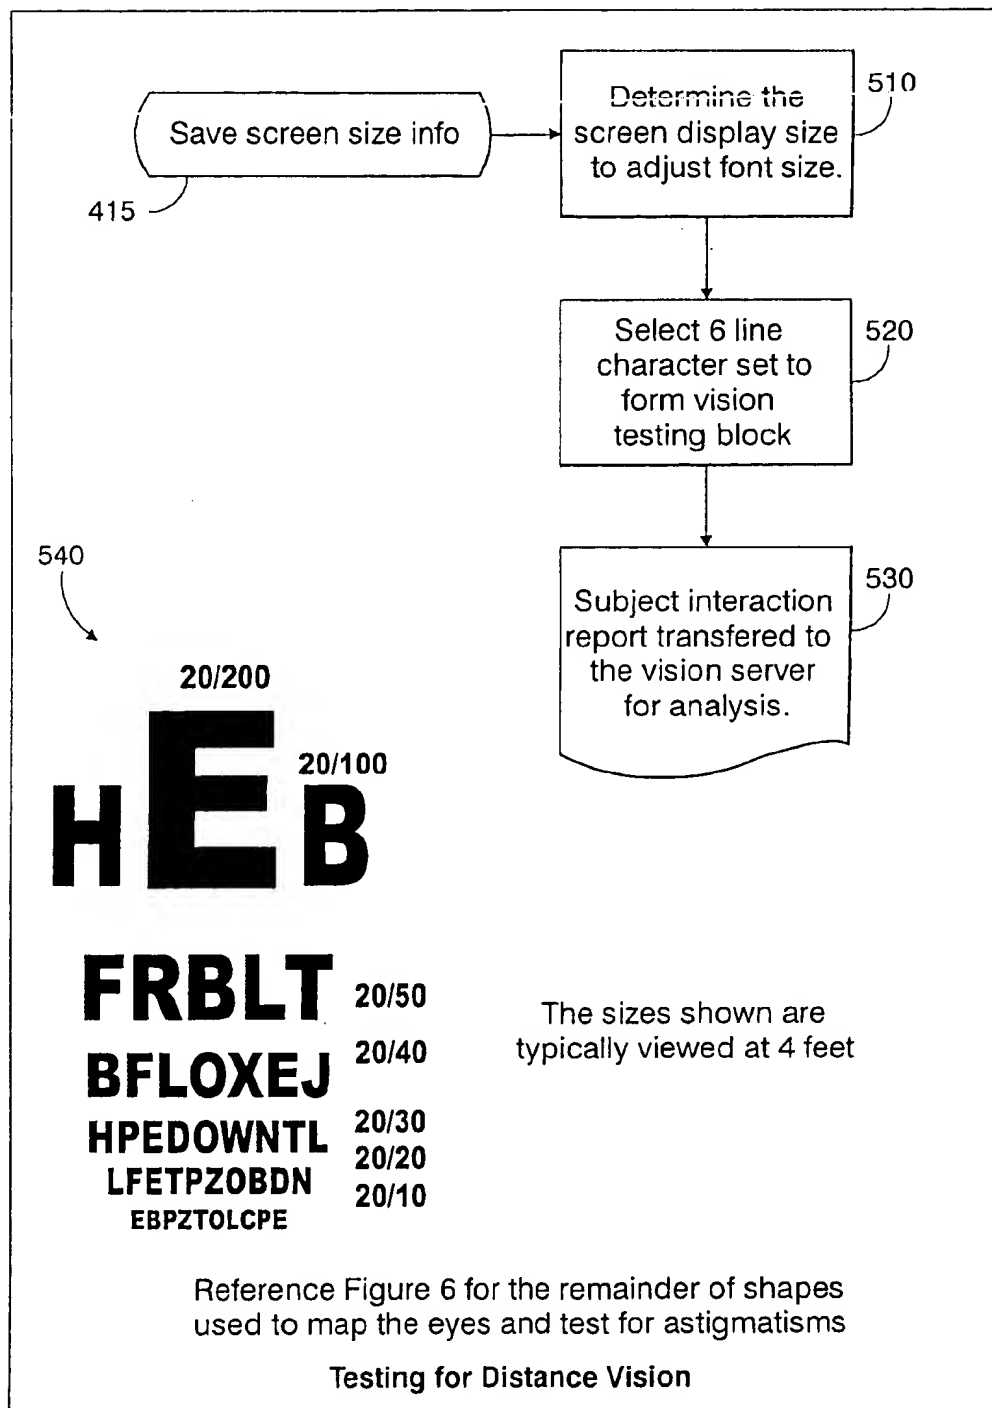 Save screen size info
415
Determine the
screen display size
to adjust font size.
510
Select 6 line
character set to
form vision
testing block
520
Subject interaction
report transfered to
the vision server
for analysis.
530
540
20/200
20/100
H E B
FRBLT 20/50
BFLOXEJ 20/40
HPEDOWNTL 20/30
LFETPZOBDN 20/20
EBPZTOLCPE 20/10
The sizes shown are
typically viewed at 4 feet
Reference Figure 6 for the remainder of shapes
used to map the eyes and test for astigmatisms
Testing for Distance Vision